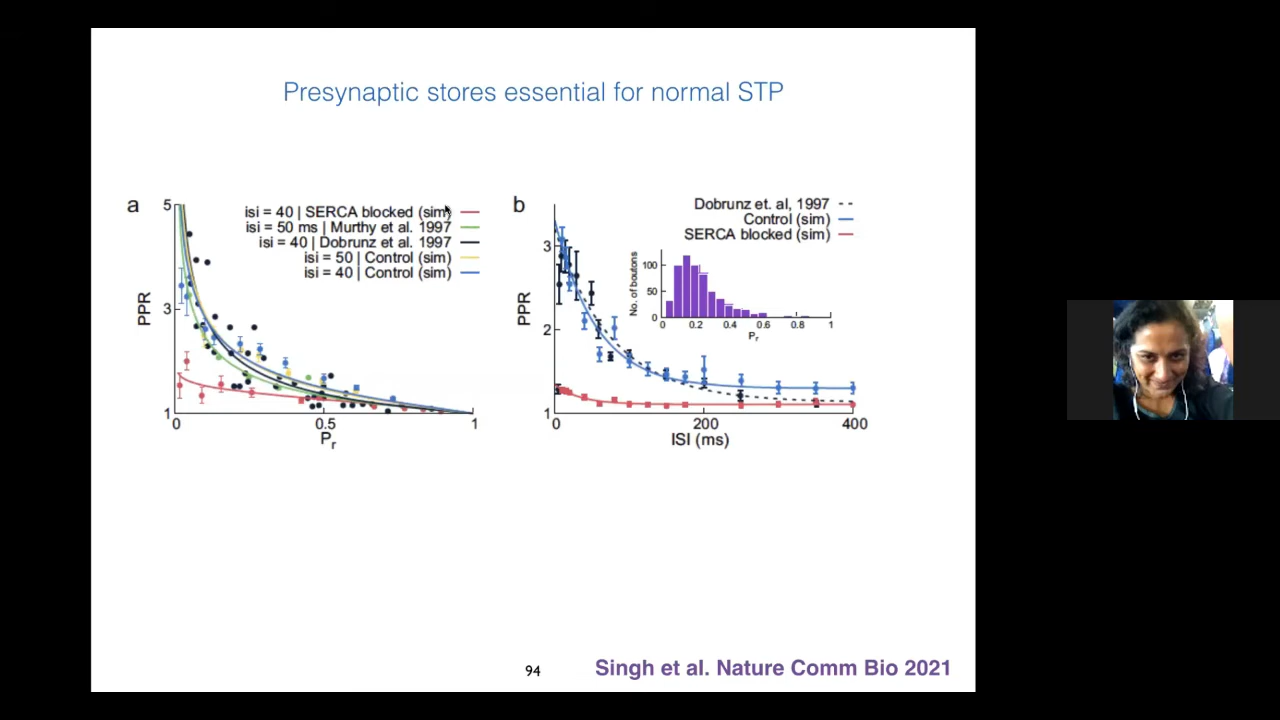 Presynaptic stores essential for normal STP
a
5
3
1
PPR
isi = 40 | SERCA blocked (sim)
isi = 50 ms | Murthy et al. 1997
isi = 40 | Dobrunz et al. 1997
isi = 50 | Control (sim)
isi = 40 | Control (sim)
0
0.5
1
Pr
b
3
2
1
PPR
Dobrunz et. al, 1997
Control (sim)
SERCA blocked (sim)
No. of boutons
100
50
0
0
0.2
0.4
0.6
0.8
1
Pr
0
200
400
ISI (ms)
94
Singh et al. Nature Comm Bio 2021